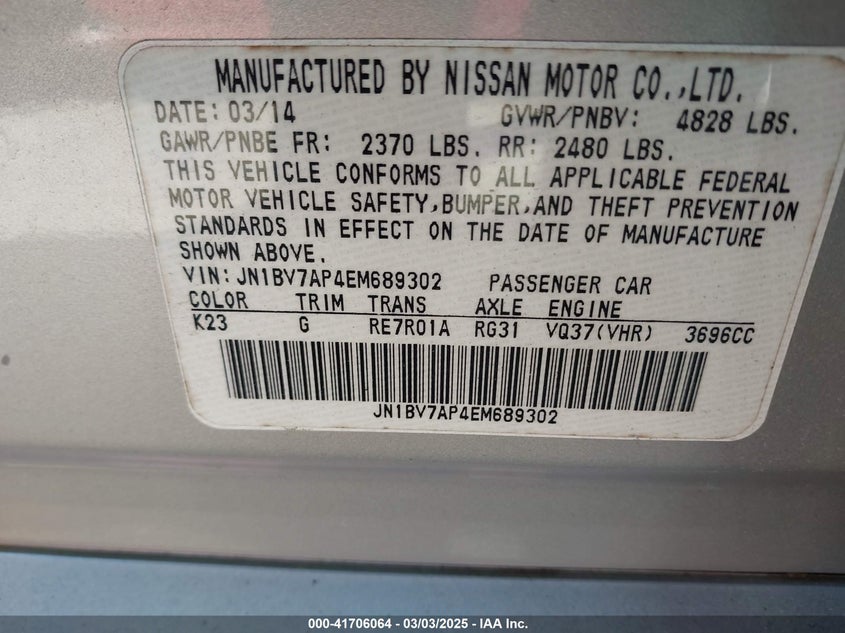 MANUFACTURED BY NISSAN MOTOR CO.,LTD.
DATE: 03/14 GVWR/PNBV: 4828 LBS.
GAWR/PNBE FR: 2370 LBS. RR: 2480 LBS.
THIS VEHICLE CONFORMS TO ALL APPLICABLE FEDERAL
MOTOR VEHICLE SAFETY,BUMPER,AND THEFT PREVENTION
STANDARDS IN EFFECT ON THE DATE OF MANUFACTURE
SHOWN ABOVE.
VIN:JN1BV7AP4EM689302 PASSENGER CAR
COLOR TRIM TRANS AXLE ENGINE
K23 G RE7R01A RG31 VQ37(VHR) 3696CC
JN1BV7AP4EM689302
000-41706064 - 03/03/2025 - IAA Inc.